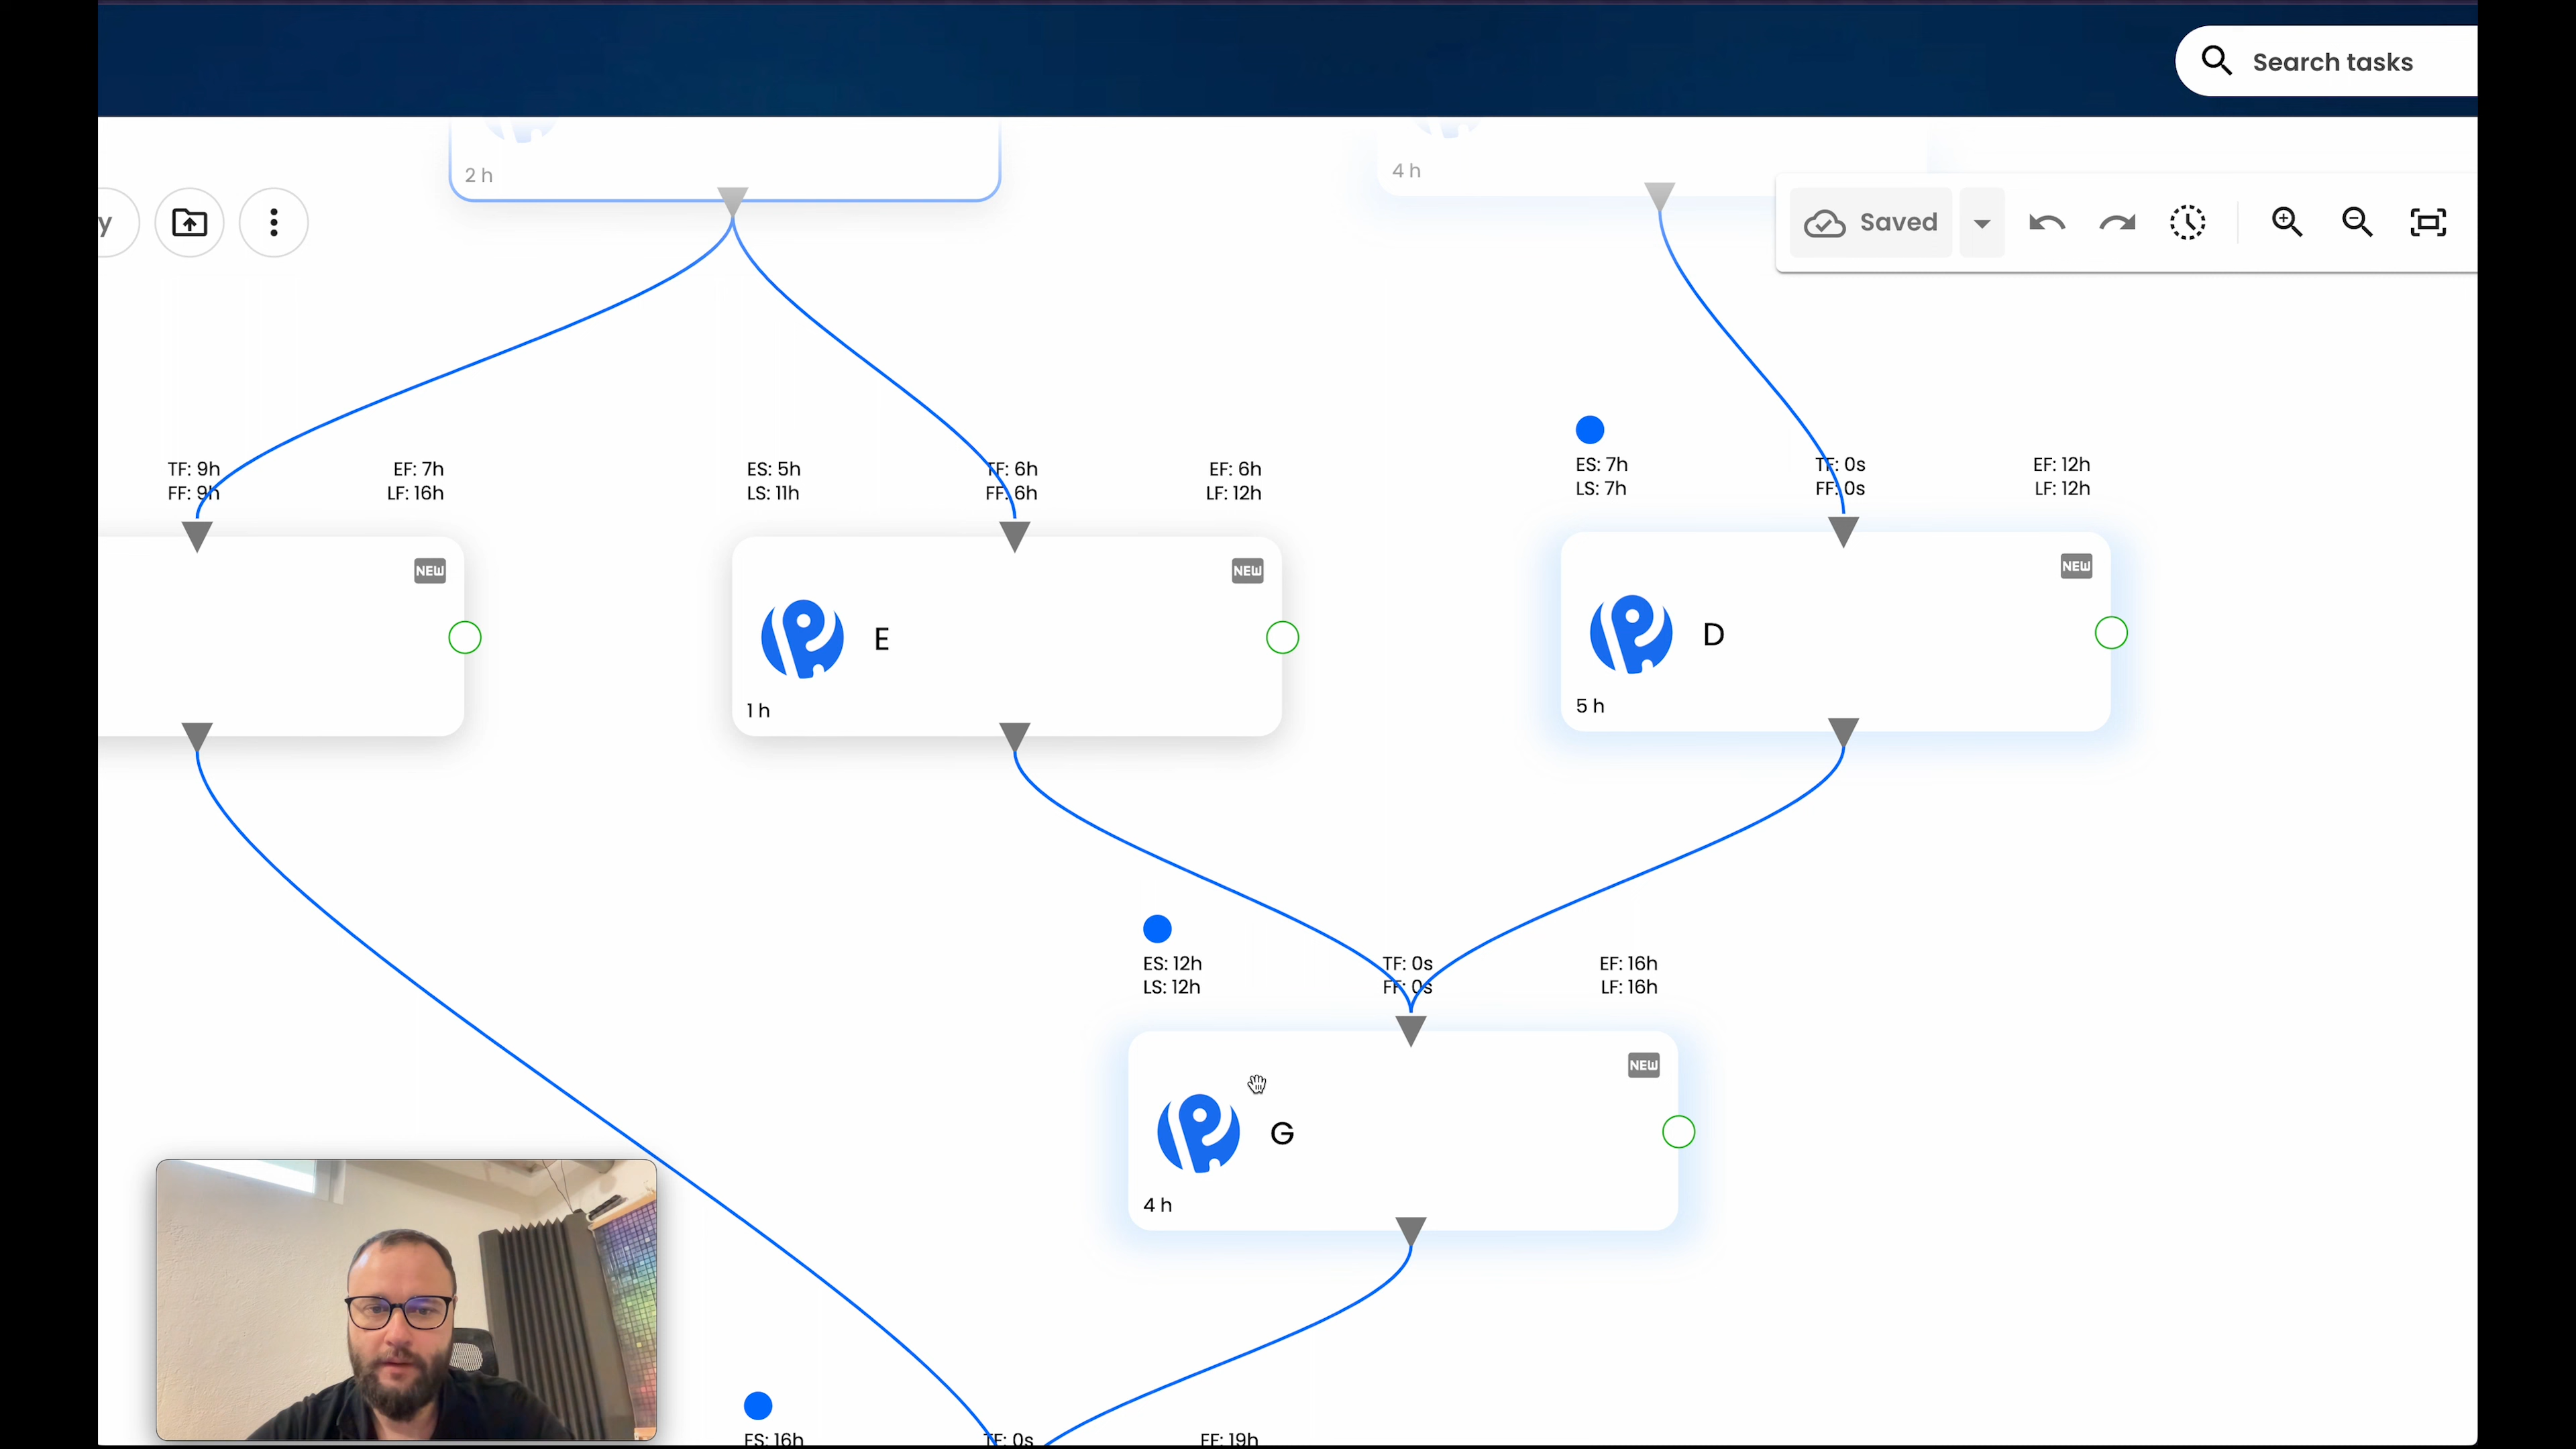 Search tasks
2 h
4 h
y
Saved
TF: 9h
FF: 9h
EF: 7h
LF: 16h
ES: 5h
LS: 11h
TF: 6h
FF: 6h
EF: 6h
LF: 12h
ES: 7h
LS: 7h
TF: 0s
FF: 0s
EF: 12h
LF: 12h
NEW
NEW
NEW
E
D
1 h
5 h
ES: 12h
LS: 12h
TF: 0s
FF: 0s
EF: 16h
LF: 16h
NEW
G
4 h
ES: 16h
TF: 0s
EF: 19h